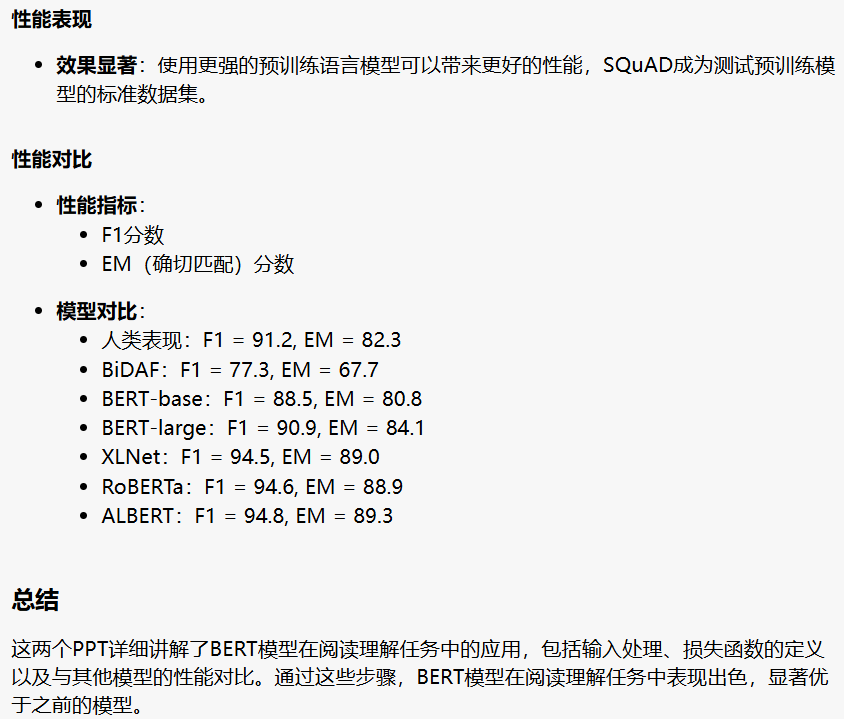 性能表现
• 效果显著：使用更强的预训练语言模型可以带来更好的性能，SQuAD成为测试预训练模
型的标准数据集。
性能对比
• 性能指标：
• F1分数
• EM（确切匹配）分数
• 模型对比：
• 人类表现：F1 = 91.2, EM = 82.3
• BiDAF：F1 = 77.3, EM = 67.7
• BERT-base：F1 = 88.5, EM = 80.8
• BERT-large：F1 = 90.9, EM = 84.1
• XLNet：F1 = 94.5, EM = 89.0
• RoBERTa：F1 = 94.6, EM = 88.9
• ALBERT：F1 = 94.8, EM = 89.3
总结
这两个PPT详细讲解了BERT模型在阅读理解任务中的应用，包括输入处理、损失函数的定义
以及与其他模型的性能对比。通过这些步骤，BERT模型在阅读理解任务中表现出色，显著优
于之前的模型。